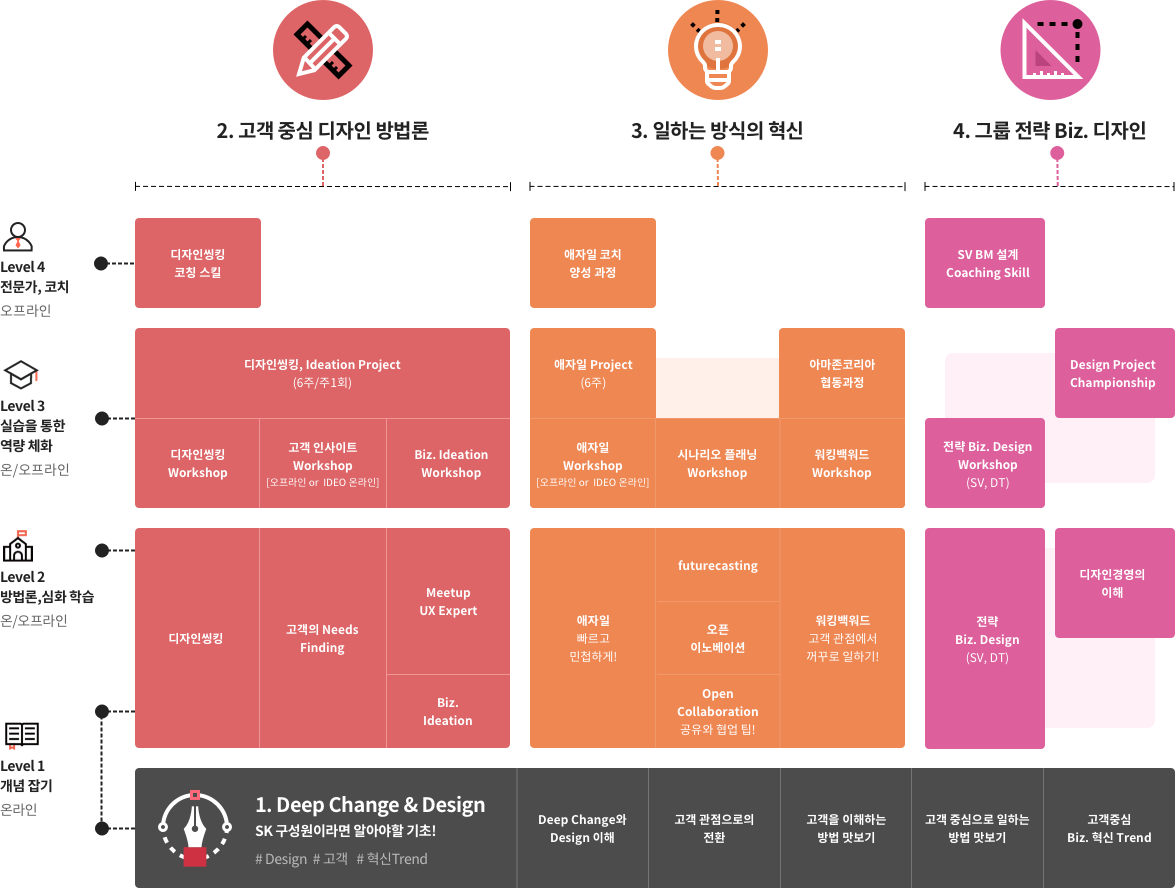 2. 고객 중심 디자인 방법론
3. 일하는 방식의 혁신
4. 그룹 전략 Biz. 디자인
Level 4
전문가, 코치
오프라인
디자인씽킹
코칭 스킬
애자일 코치
양성 과정
SV BM 설계
Coaching Skill
Level 3
실습을 통한
역량 체화
온/오프라인
디자인씽킹, Ideation Project
(6주/주1회)
애자일 Project
(6주)
아마존코리아
협동과정
Design Project
Championship
디자인씽킹
Workshop
고객 인사이트
Workshop
[오프라인 or IDEO 온라인]
Biz. Ideation
Workshop
애자일
Workshop
[오프라인 or IDEO 온라인]
시나리오 플래닝
Workshop
워킹백워드
Workshop
전략 Biz. Design
Workshop
(SV, DT)
Level 2
방법론,심화 학습
온/오프라인
디자인씽킹
고객의 Needs
Finding
Meetup
UX Expert
Biz.
Ideation
애자일
빠르고
민첩하게!
futurecasting
오픈
이노베이션
Open
Collaboration
공유와 협업 팁!
워킹백워드
고객 관점에서
꺼꾸로 일하기!
전략
Biz. Design
(SV, DT)
디자인경영의
이해
Level 1
개념 잡기
온라인
1. Deep Change & Design
SK 구성원이라면 알아야할 기초!
# Design # 고객 # 혁신Trend
Deep Change와
Design 이해
고객 관점으로의
전환
고객을 이해하는
방법 맛보기
고객 중심으로 일하는
방법 맛보기
고객중심
Biz. 혁신 Trend